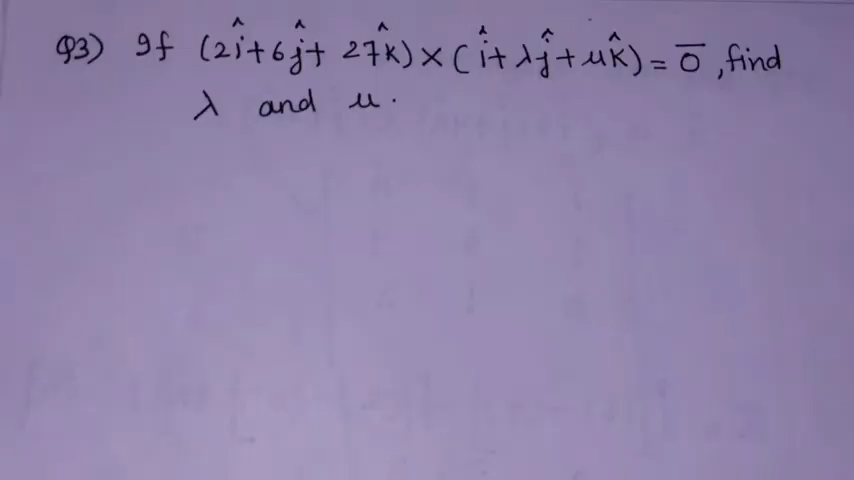 Q3) If (2î + 6ĵ + 27k̂) × (î + λĵ + μk̂) = 0̅ , find
λ and μ.